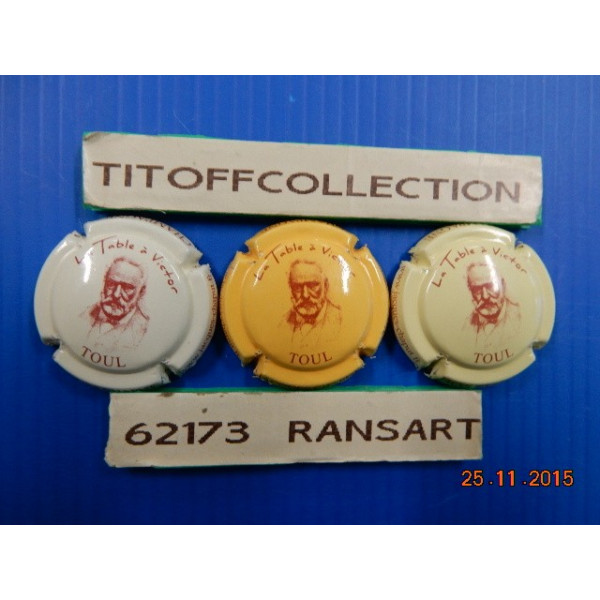 TITOFFCOLLECTION
La Table à Victor
TOUL
La Table à Victor
TOUL
La Table à Victor
TOUL
62173 RANSART
25.11.2015